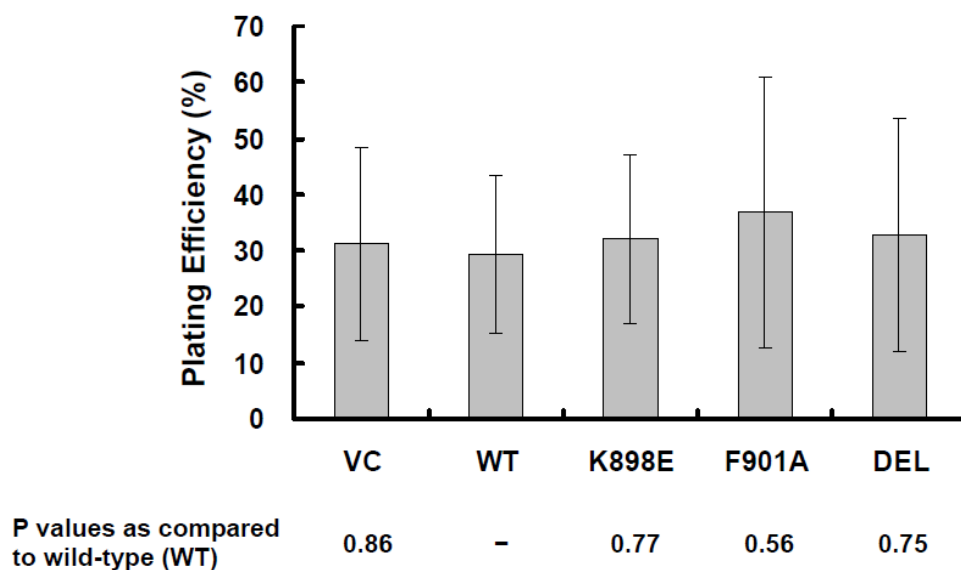 70
60
50
40
30
20
10
0
Plating Efficiency (%)
VC WT K898E F901A DEL
P values as compared
to wild-type (WT)
0.86 – 0.77 0.56 0.75